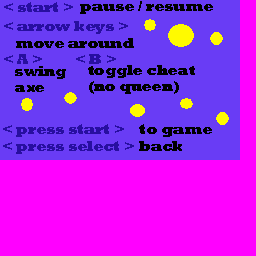 < start > pause / resume
< arrow keys >
move around
< A > < B >
swing toggle cheat
axe (no queen)
< press start > to game
< press select > back